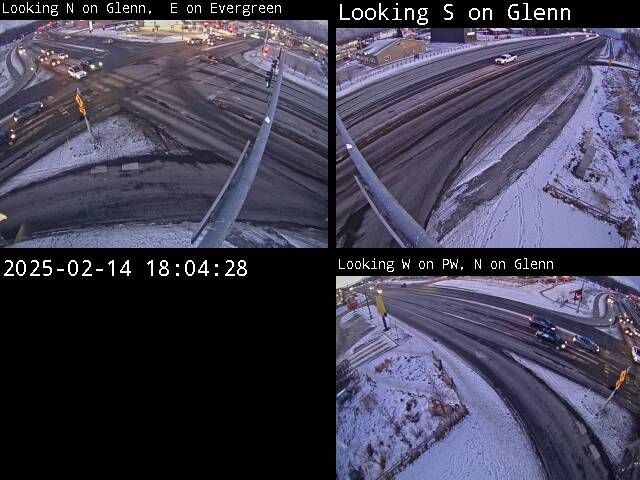 Looking N on Glenn, E on Evergreen
Looking S on Glenn
2025-02-14 18:04:28
Looking W on PW, N on Glenn